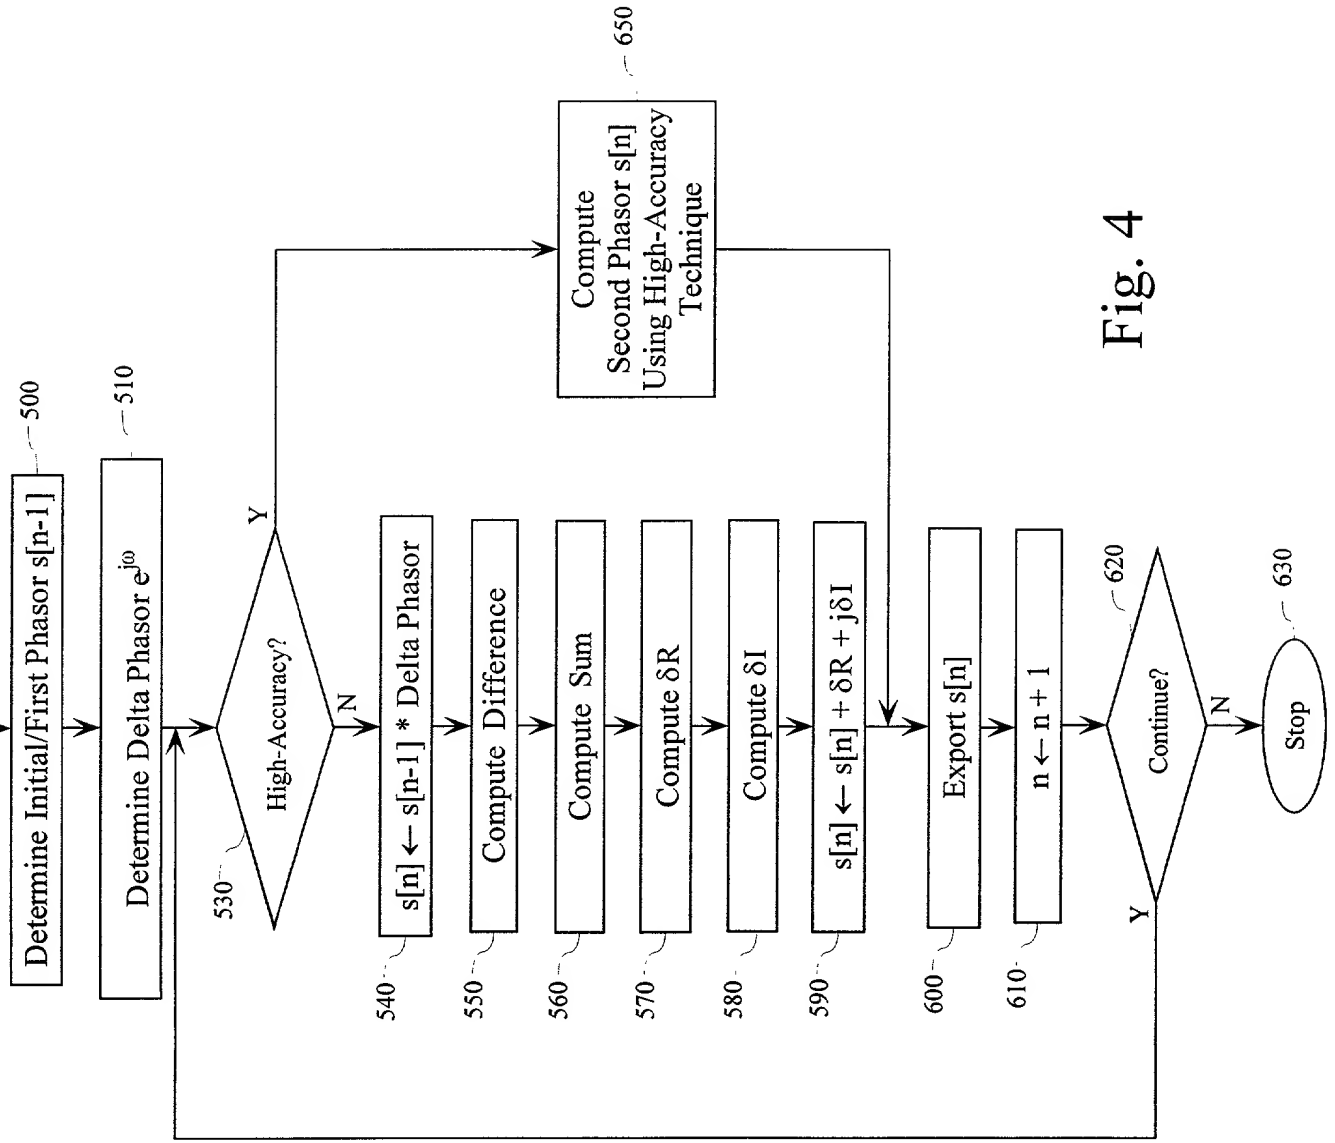 Determine Initial/First Phasor s[n-1]
500
Determine Delta Phasor e^jω
510
High-Accuracy?
530
Y
N
s[n] ← s[n-1] * Delta Phasor
540
Compute Difference
550
Compute Sum
560
Compute δR
570
Compute δI
580
s[n] ← s[n] + δR + jδI
590
Compute
Second Phasor s[n]
Using High-Accuracy
Technique
650
Export s[n]
600
n ← n + 1
610
Continue?
620
Y
N
Stop
630
Fig. 4